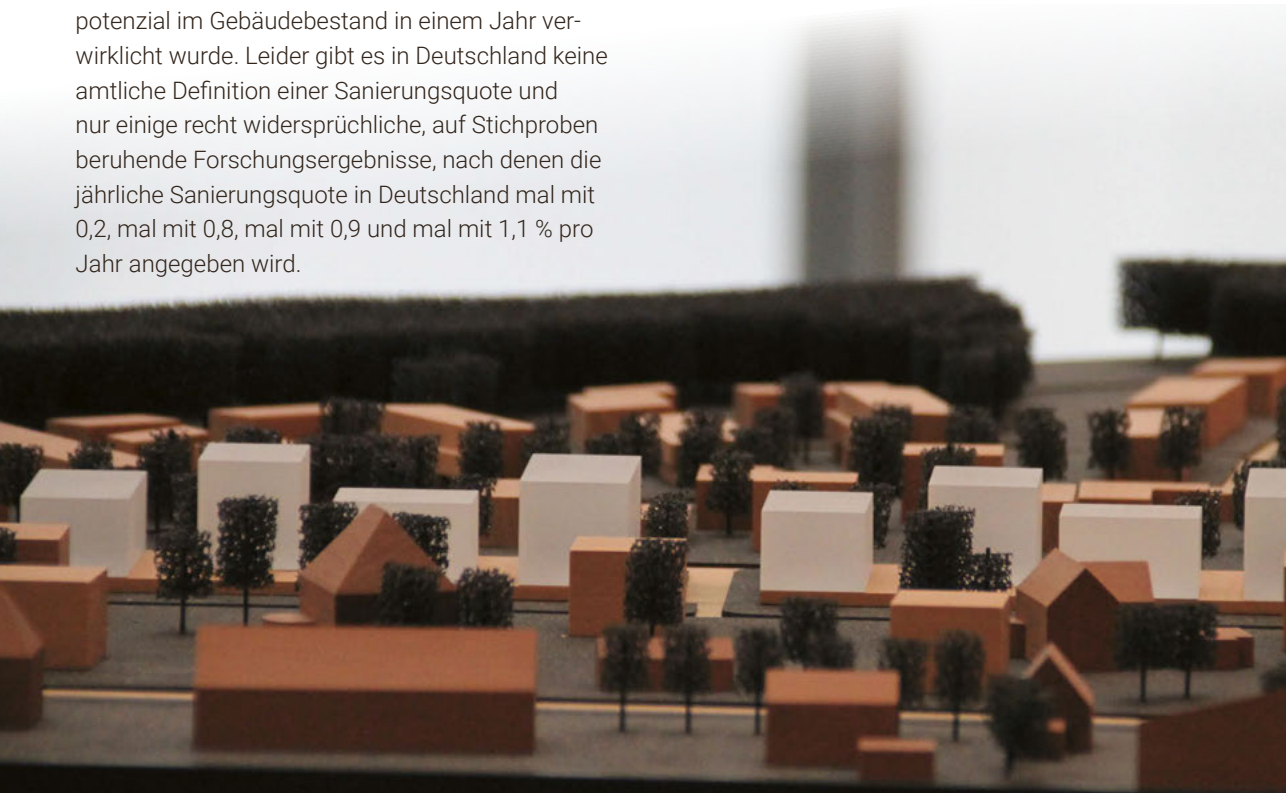 potenzial im Gebäudebestand in einem Jahr ver-
wirklicht wurde. Leider gibt es in Deutschland keine
amtliche Definition einer Sanierungsquote und
nur einige recht widersprüchliche, auf Stichproben
beruhende Forschungsergebnisse, nach denen die
jährliche Sanierungsquote in Deutschland mal mit
0,2, mal mit 0,8, mal mit 0,9 und mal mit 1,1 % pro
Jahr angegeben wird.